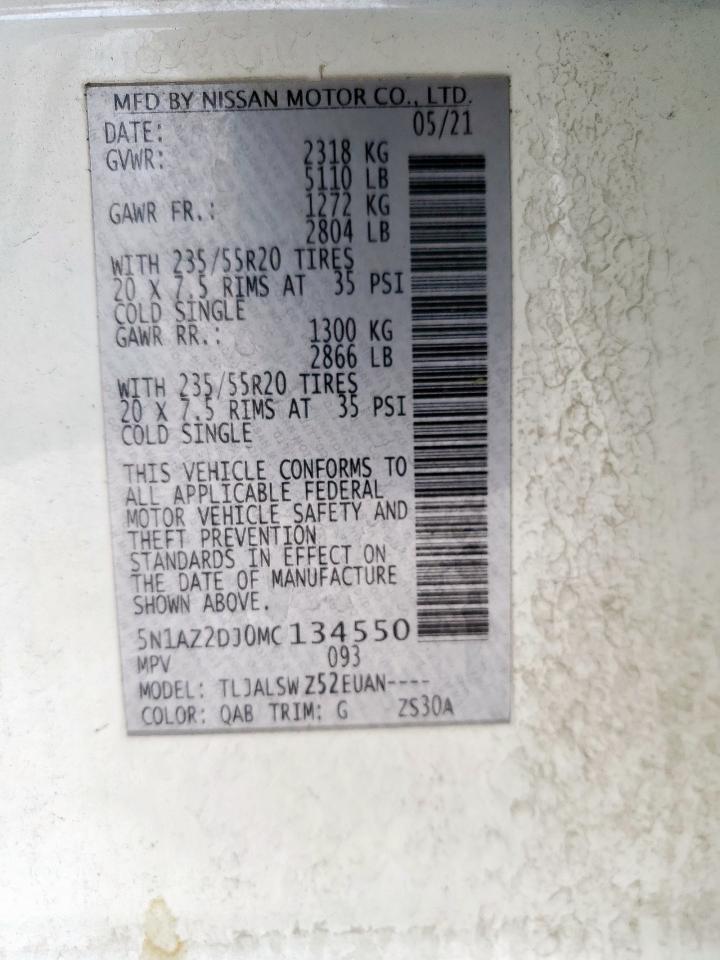 MFD BY NISSAN MOTOR CO., LTD.
DATE: 05/21
GVWR: 2318 KG
5110 LB
GAWR FR.: 1272 KG
2804 LB
WITH 235/55R20 TIRES
20 X 7.5 RIMS AT 35 PSI
COLD SINGLE
GAWR RR.: 1300 KG
2866 LB
WITH 235/55R20 TIRES
20 X 7.5 RIMS AT 35 PSI
COLD SINGLE
THIS VEHICLE CONFORMS TO
ALL APPLICABLE FEDERAL
MOTOR VEHICLE SAFETY AND
THEFT PREVENTION
STANDARDS IN EFFECT ON
THE DATE OF MANUFACTURE
SHOWN ABOVE.
5N1AZ2DJ0MC 134550
MPV 093
MODEL: TLJALSW Z52EUAN----
COLOR: QAB TRIM: G ZS30A